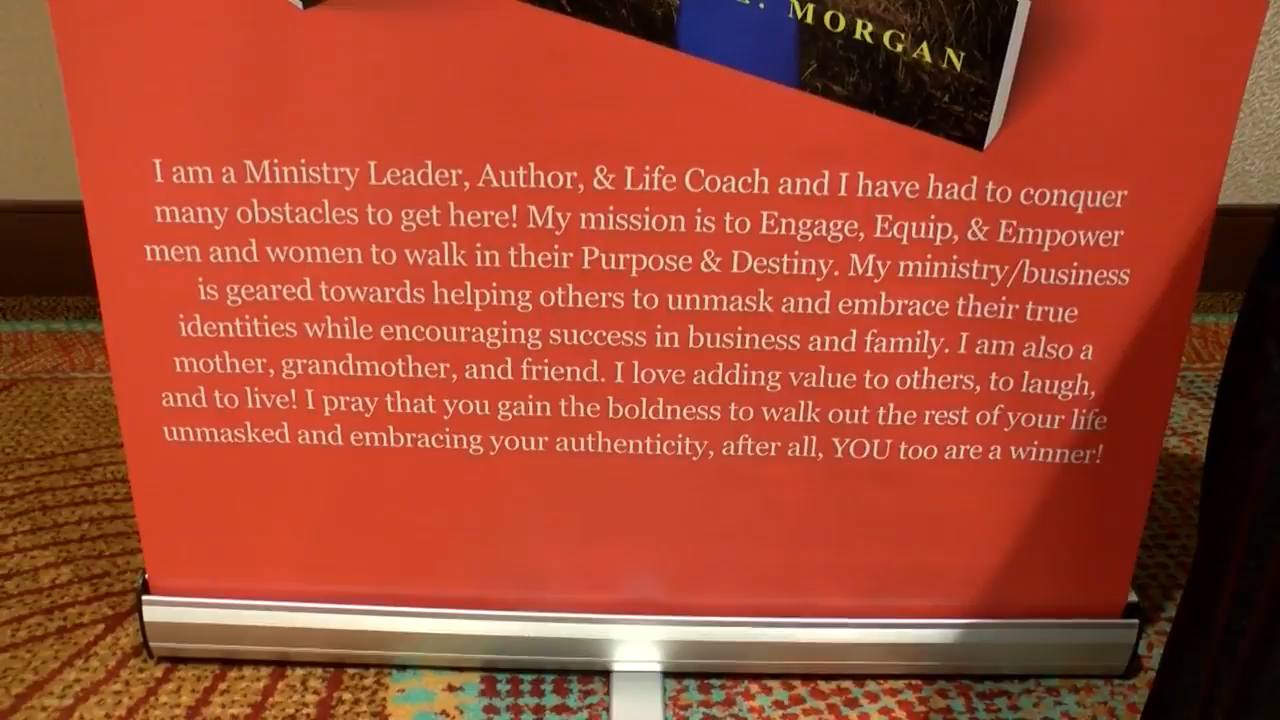 MORGAN
I am a Ministry Leader, Author, & Life Coach and I have had to conquer
many obstacles to get here! My mission is to Engage, Equip, & Empower
men and women to walk in their Purpose & Destiny. My ministry/business
is geared towards helping others to unmask and embrace their true
identities while encouraging success in business and family. I am also a
mother, grandmother, and friend. I love adding value to others, to laugh,
and to live! I pray that you gain the boldness to walk out the rest of your life
unmasked and embracing your authenticity, after all, YOU too are a winner!